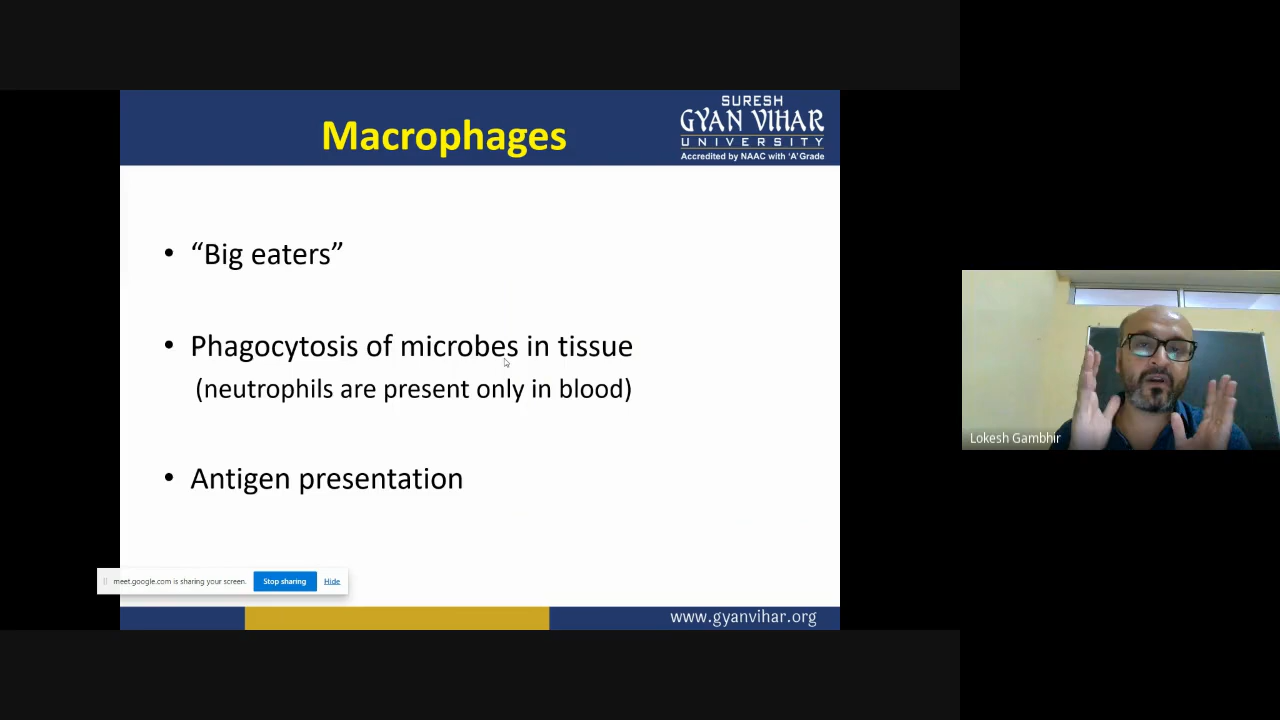 Macrophages
SURESH
GYAN VIHAR
UNIVERSITY
Accredited by NAAC with 'A' Grade
• “Big eaters”
• Phagocytosis of microbes in tissue
(neutrophils are present only in blood)
• Antigen presentation
meet.google.com is sharing your screen.
Stop sharing
Hide
www.gyanvihar.org
Lokesh Gambhir